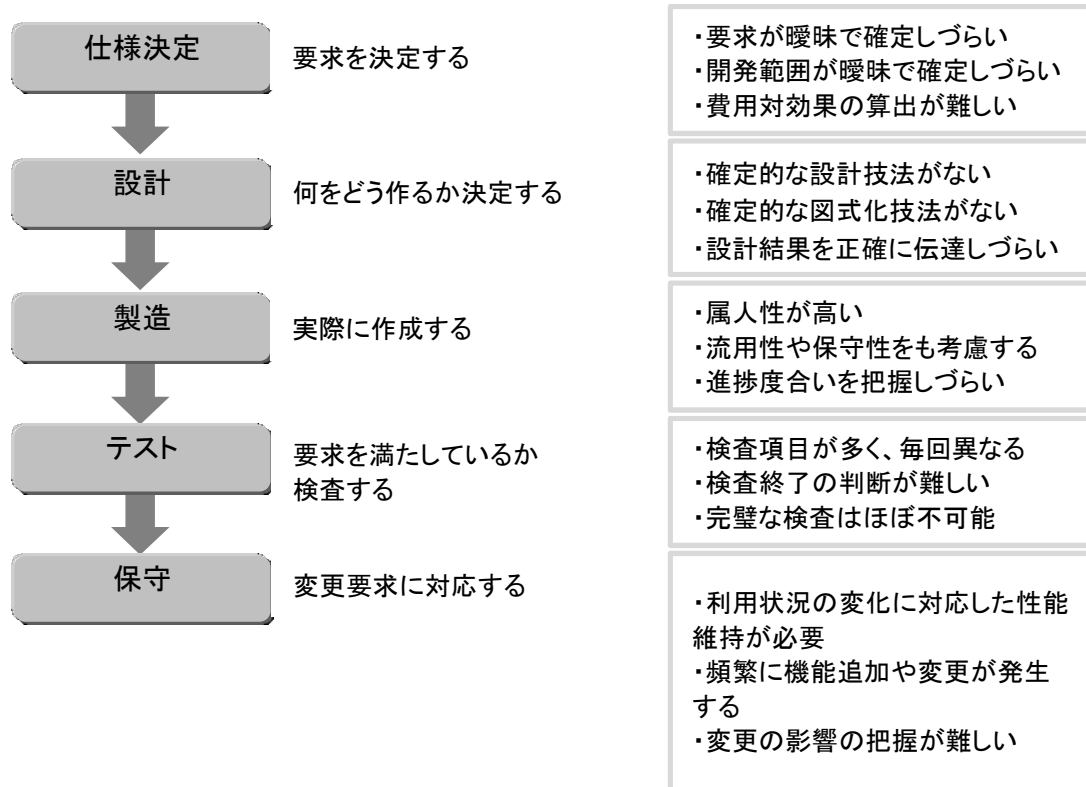 仕様決定
要求を決定する
・要求が曖昧で確定しづらい
・開発範囲が曖昧で確定しづらい
・費用対効果の算出が難しい
設計
何をどう作るか決定する
・確定的な設計技法がない
・確定的な図式化技法がない
・設計結果を正確に伝達しづらい
製造
実際に作成する
・属人性が高い
・流用性や保守性をも考慮する
・進捗度合いを把握しづらい
テスト
要求を満たしているか
検査する
・検査項目が多く、毎回異なる
・検査終了の判断が難しい
・完璧な検査はほぼ不可能
保守
変更要求に対応する
・利用状況の変化に対応した性能
維持が必要
・頻繁に機能追加や変更が発生
する
・変更の影響の把握が難しい